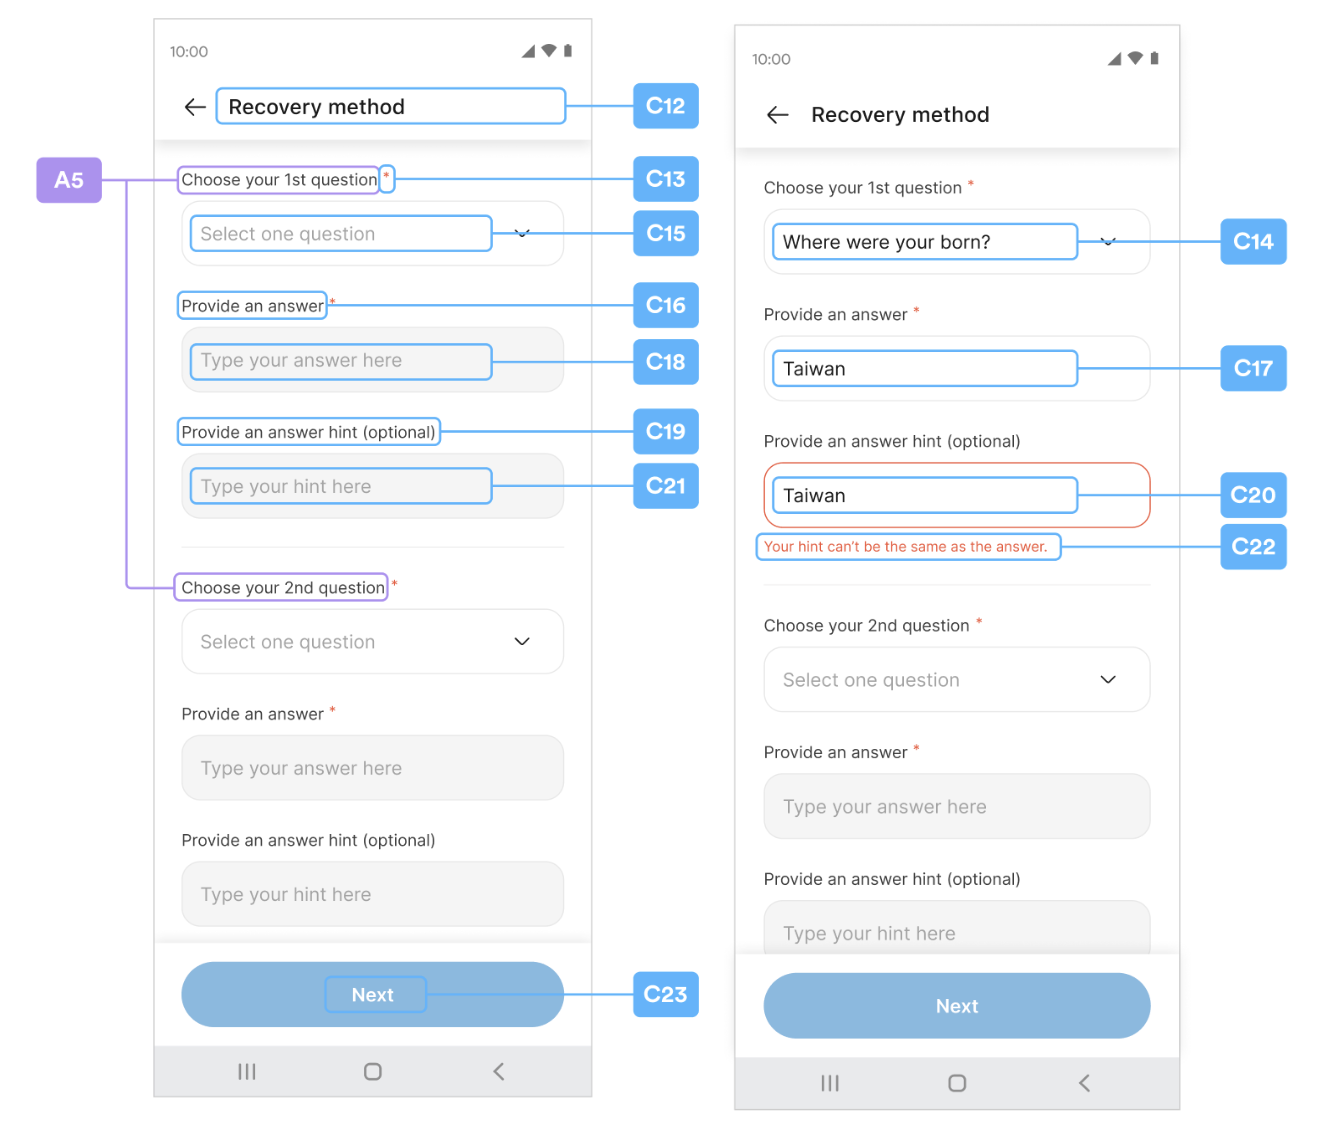 10:00
Recovery method
C12
A5
Choose your 1st question *
C13
Select one question
C15
Provide an answer *
C16
Type your answer here
C18
Provide an answer hint (optional)
C19
Type your hint here
C21
Choose your 2nd question *
Select one question
Provide an answer *
Type your answer here
Provide an answer hint (optional)
Type your hint here
Next
C23
10:00
Recovery method
Choose your 1st question *
Where were your born?
C14
Provide an answer *
Taiwan
C17
Provide an answer hint (optional)
Taiwan
C20
Your hint can't be the same as the answer.
C22
Choose your 2nd question *
Select one question
Provide an answer *
Type your answer here
Provide an answer hint (optional)
Type your hint here
Next